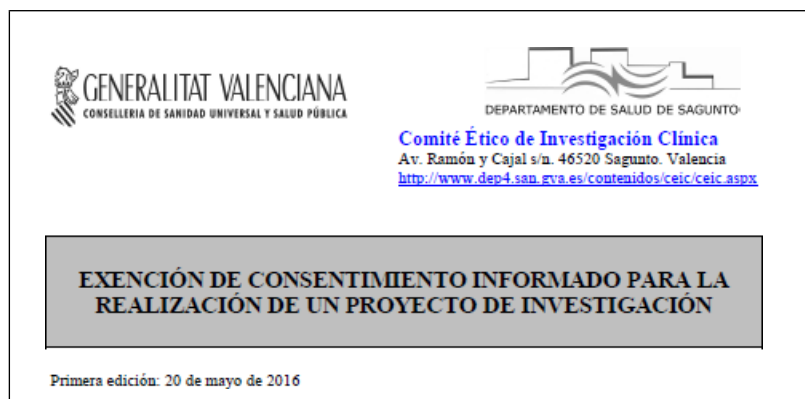 GENERALITAT VALENCIANA
CONSELLERIA DE SANIDAD UNIVERSAL Y SALUD PÚBLICA
DEPARTAMENTO DE SALUD DE SAGUNTO
Comité Ético de Investigación Clínica
Av. Ramón y Cajal s/n. 46520 Sagunto. Valencia
http://www.dep4.san.gva.es/contenidos/ceic/ceic.aspx
EXENCIÓN DE CONSENTIMIENTO INFORMADO PARA LA
REALIZACIÓN DE UN PROYECTO DE INVESTIGACIÓN
Primera edición: 20 de mayo de 2016